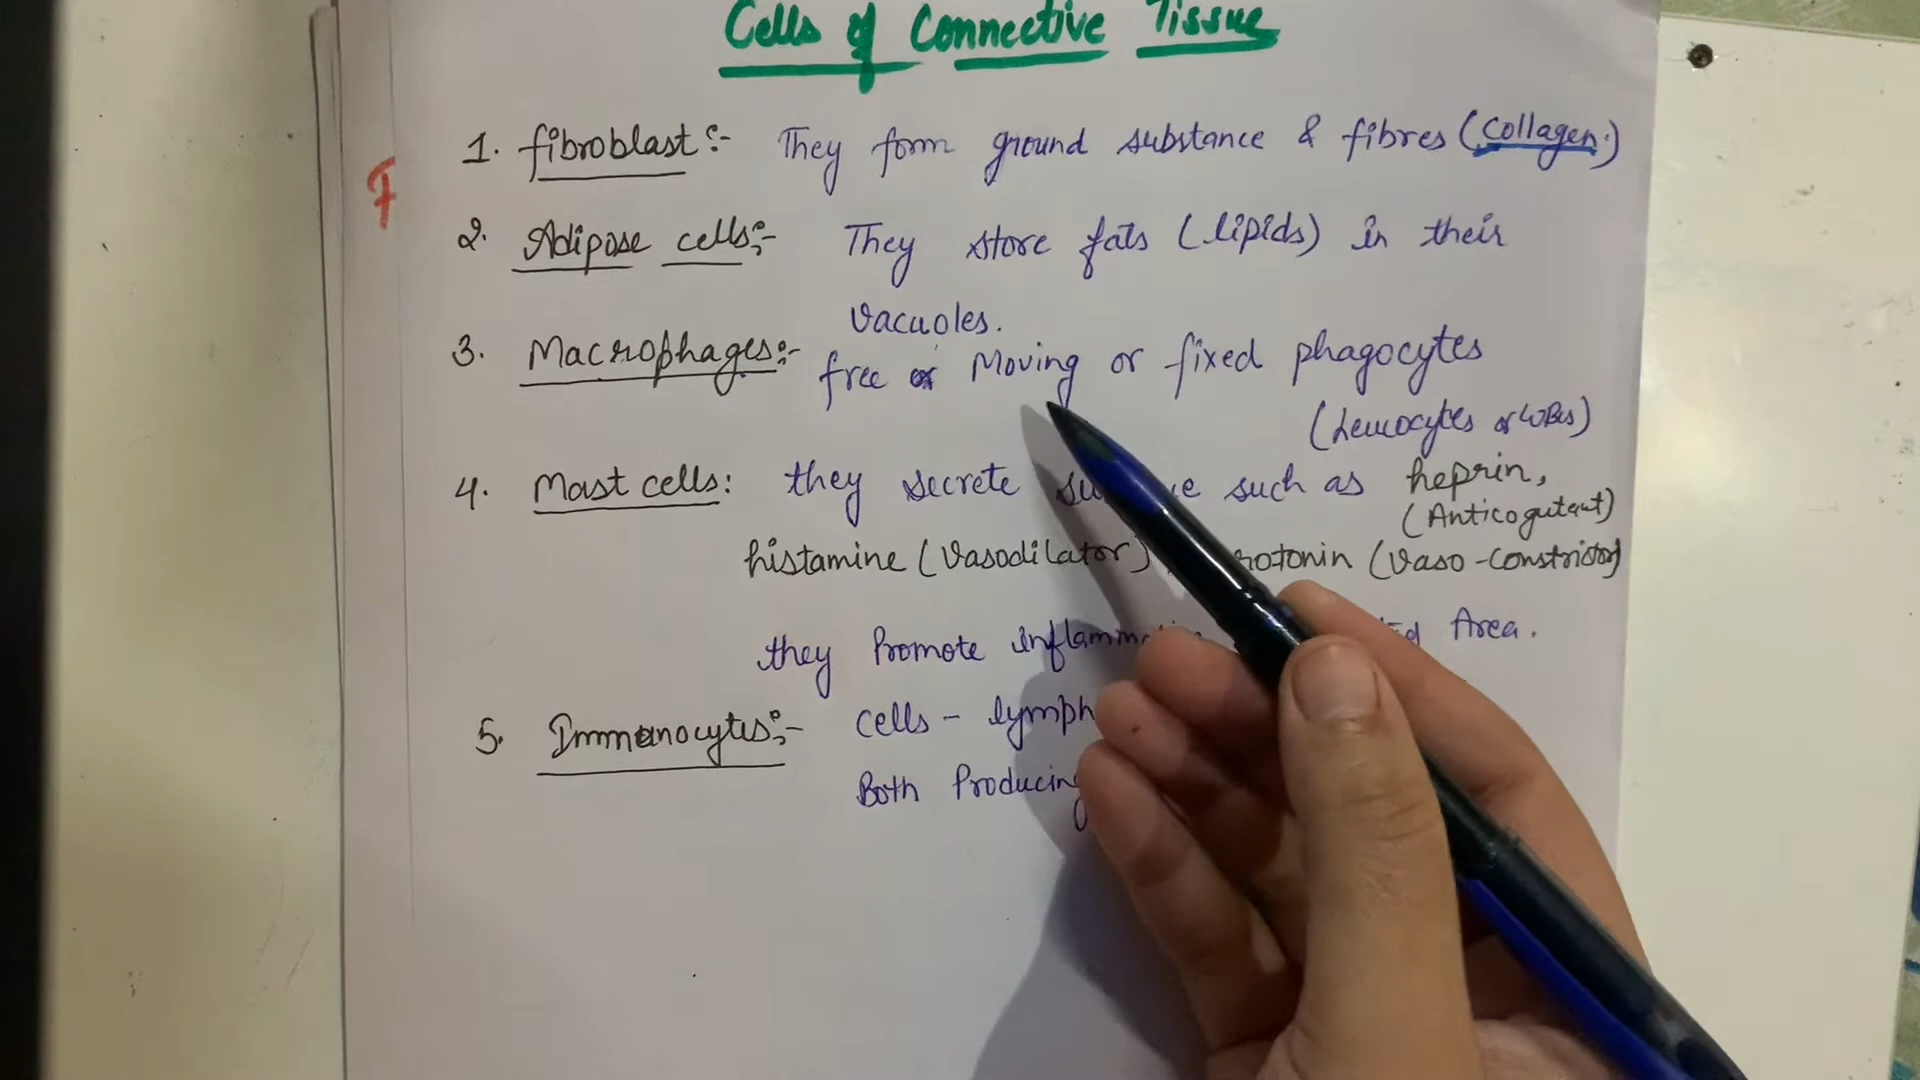 Cells of Connective Tissue
1. fibroblast :- They form ground substance & fibres (Collagen.)
F
2. Adipose cells:- They store fats (lipids) in their
vacuoles.
3. Macrophages:- free or Moving or fixed phagocytes
(Leucocytes or WBCs)
4. Mast cells: they secrete such as heprin,
(Anticogutant)
histamine (Vasodilator), (Vaso-Constrictor)
they Promote Area.
5. Immunocytes:- Cells -
Both Producing